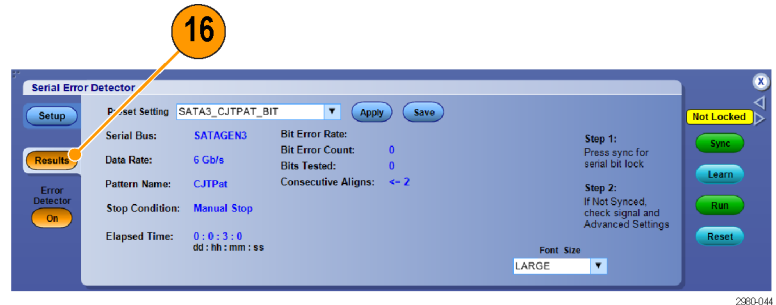 16
Serial Error Detector
X
Setup
Preset Setting SATA3_CJTPAT_BIT Apply Save
Not Locked
Serial Bus: SATAGEN3 Bit Error Rate:
Bit Error Count: 0
Step 1:
Press sync for
serial bit lock
Sync
Results
Data Rate: 6 Gb/s Bits Tested: 0
Pattern Name: CJTPat Consecutive Aligns: <- 2
Learn
Step 2:
If Not Synced,
check signal and
Advanced Settings
Error
Detector
On
Stop Condition: Manual Stop
Run
Elapsed Time: 0 : 0 : 3 : 0
dd : hh : mm : ss
Reset
Font Size
LARGE
2980-044